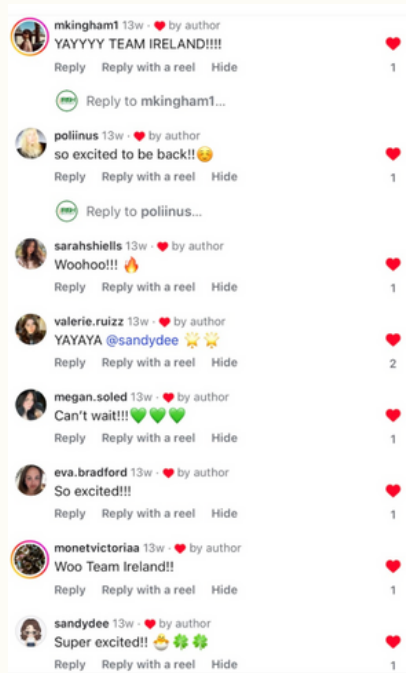 mkingham1 13w · by author
YAYYYY TEAM IRELAND!!!!
Reply Reply with a reel Hide 1
Reply to mkingham1...
poliinus 13w · by author
so excited to be back!!☺️
Reply Reply with a reel Hide 1
Reply to poliinus...
sarahshiells 13w · by author
Woohoo!!! 🔥
Reply Reply with a reel Hide 1
valerie.ruizz 13w · by author
YAYAYA @sandydee 🌟 🌟
Reply Reply with a reel Hide 2
megan.soled 13w · by author
Can't wait!!!💚💚💚
Reply Reply with a reel Hide 1
eva.bradford 13w · by author
So excited!!!
Reply Reply with a reel Hide 1
monetvictoriaa 13w · by author
Woo Team Ireland!!
Reply Reply with a reel Hide 1
sandydee 13w · by author
Super excited!! 🐣🍀🍀
Reply Reply with a reel Hide 1